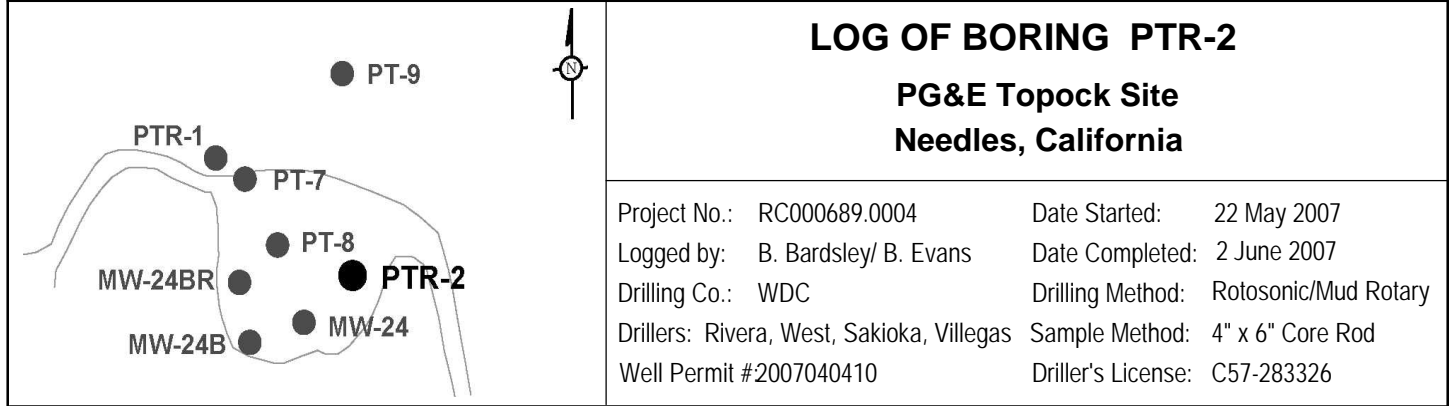 PT-9
N
PTR-1
PT-7
PT-8
MW-24BR
PTR-2
MW-24
MW-24B
LOG OF BORING PTR-2
PG&E Topock Site
Needles, California
Project No.: RC000689.0004 Date Started: 22 May 2007
Logged by: B. Bardsley/ B. Evans Date Completed: 2 June 2007
Drilling Co.: WDC Drilling Method: Rotosonic/Mud Rotary
Drillers: Rivera, West, Sakioka, Villegas Sample Method: 4" x 6" Core Rod
Well Permit #:2007040410 Driller's License: C57-283326